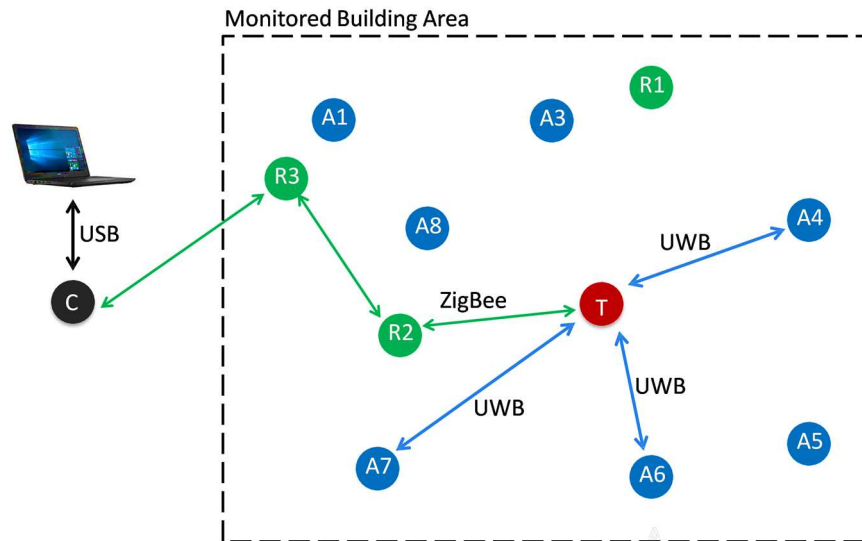 Monitored Building Area
R1
A1
A3
R3
A8
A4
USB
UWB
C
ZigBee
T
R2
UWB
UWB
A5
A7
A6